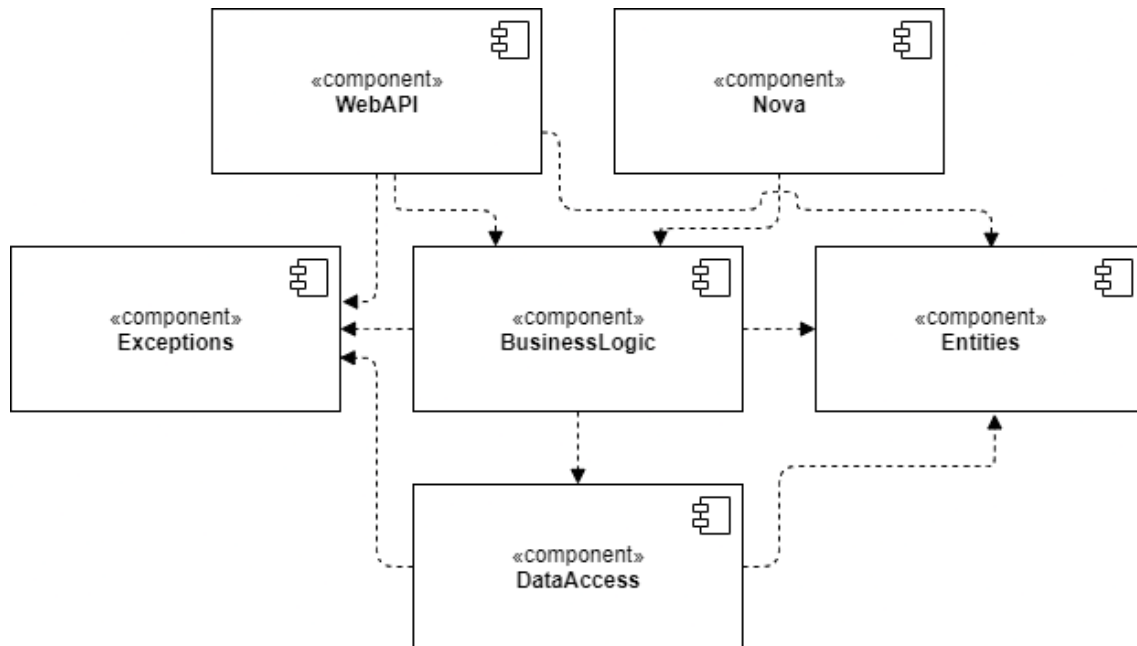 «component»
WebAPI
«component»
Nova
«component»
Exceptions
«component»
BusinessLogic
«component»
Entities
«component»
DataAccess